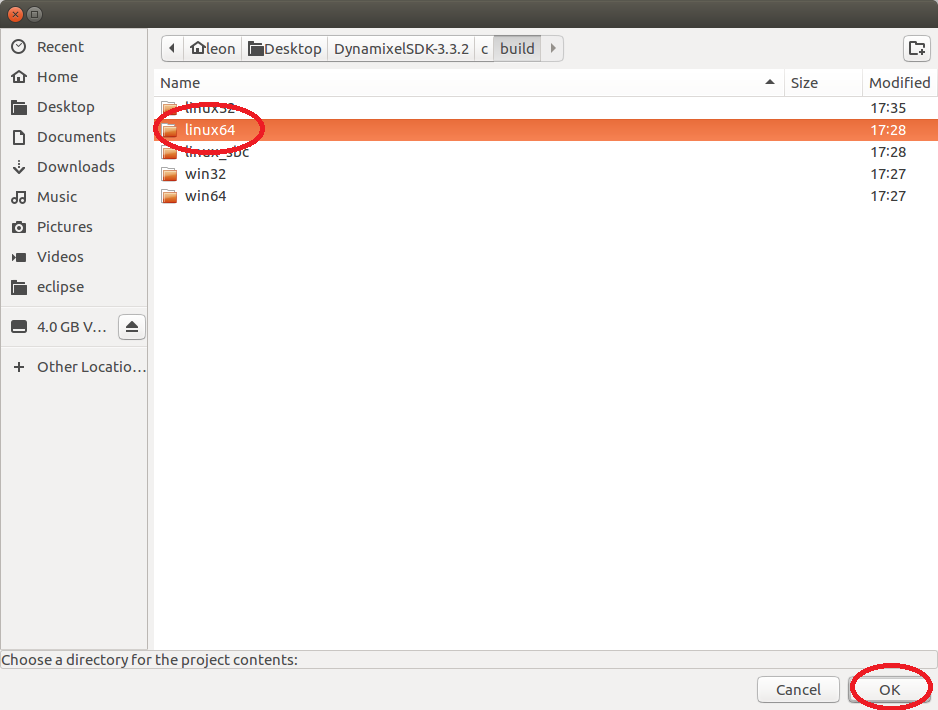 leon Desktop DynamixelSDK-3.3.2 c build
Name Size Modified
Recent
Home
Desktop
Documents
Downloads
Music
Pictures
Videos
eclipse
4.0 GB V...
Other Locatio...
linux32 17:35
linux64 17:28
linux_sbc 17:28
win32 17:27
win64 17:27
Choose a directory for the project contents:
Cancel OK